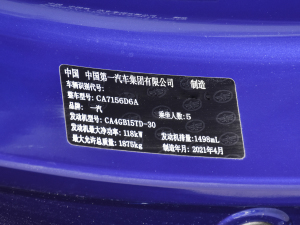 中国 中国第一汽车集团有限公司 制造
车辆识别代号:
整车型号: CA7156D6A
品牌: 一汽 乘坐人数: 5
发动机型号: CA4GB15TD-30
发动机最大净功率: 118kW 发动机排量: 1498mL
最大允许总质量: 1875kg 制造年月: 2021年4月